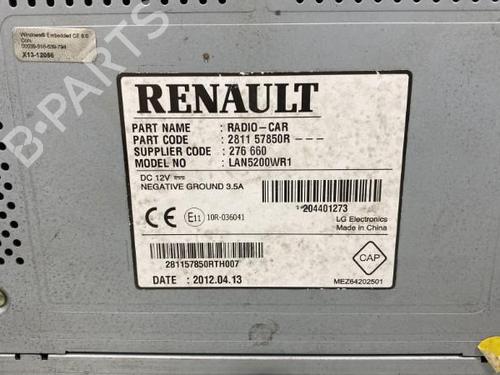 Windows® Embedded CE 6.0
X13-12056
RENAULT
PART NAME : RADIO-CAR
PART CODE : 2811 57850R ---
SUPPLIER CODE : 276 660
MODEL NO : LAN5200WR1
DC 12V
NEGATIVE GROUND 3.5A
CE E11 10R-036041
204401273
LG Electronics
Made in China
281157850RTH007
CAP
DATE : 2012.04.13
MEZ64202501
B-PARTS